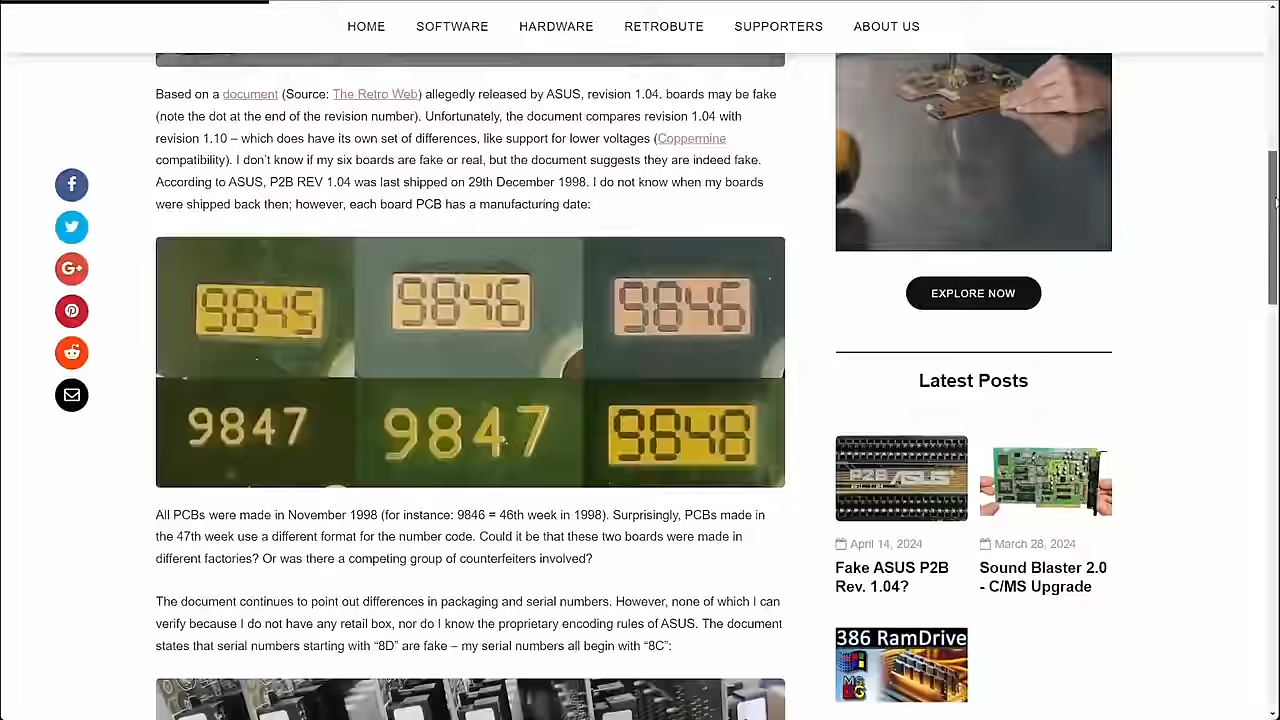 HOME SOFTWARE HARDWARE RETROBUTE SUPPORTERS ABOUT US
Based on a document (Source: The Retro Web) allegedly released by ASUS, revision 1.04. boards may be fake
(note the dot at the end of the revision number). Unfortunately, the document compares revision 1.04 with
revision 1.10 – which does have its own set of differences, like support for lower voltages (Coppermine
compatibility). I don't know if my six boards are fake or real, but the document suggests they are indeed fake.
According to ASUS, P2B REV 1.04 was last shipped on 29th December 1998. I do not know when my boards
were shipped back then; however, each board PCB has a manufacturing date:
9845 9846 9846
9847 9847 9848
All PCBs were made in November 1998 (for instance: 9846 = 46th week in 1998). Surprisingly, PCBs made in
the 47th week use a different format for the number code. Could it be that these two boards were made in
different factories? Or was there a competing group of counterfeiters involved?
The document continues to point out differences in packaging and serial numbers. However, none of which I can
verify because I do not have any retail box, nor do I know the proprietary encoding rules of ASUS. The document
states that serial numbers starting with “8D” are fake – my serial numbers all begin with “8C”:
EXPLORE NOW
Latest Posts
P2B ASUS
April 14, 2024
Fake ASUS P2B
Rev. 1.04?
March 28, 2024
Sound Blaster 2.0
- C/MS Upgrade
386 RamDrive